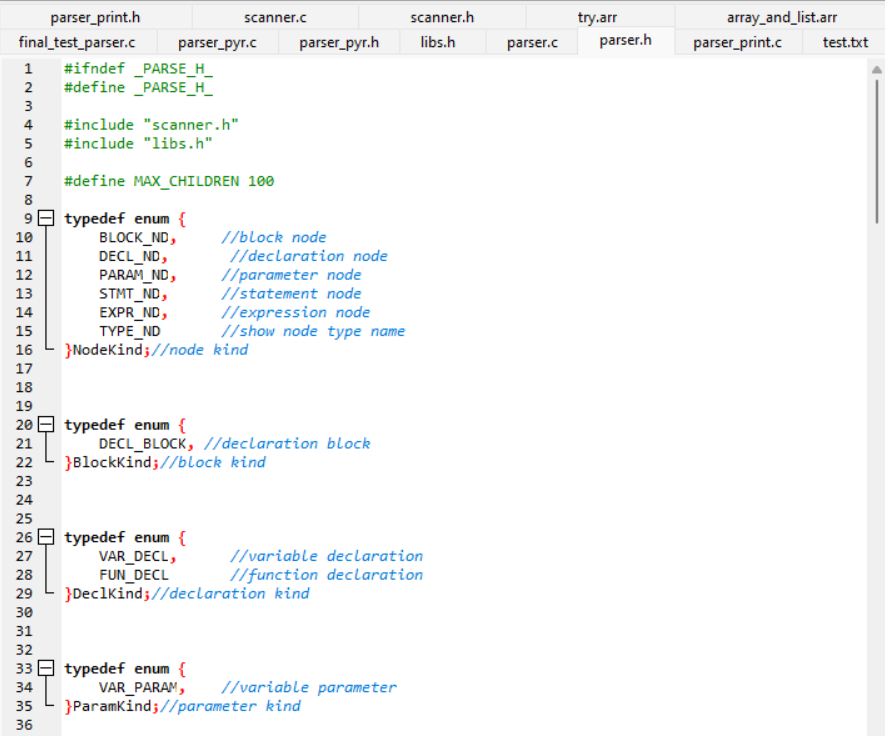 parser_print.h scanner.c scanner.h try.arr array_and_list.arr
final_test_parser.c parser_pyr.c parser_pyr.h libs.h parser.c parser.h parser_print.c test.txt
1 #ifndef _PARSE_H_
2 #define _PARSE_H_
3
4 #include "scanner.h"
5 #include "libs.h"
6
7 #define MAX_CHILDREN 100
8
9 typedef enum {
10 BLOCK_ND, //block node
11 DECL_ND, //declaration node
12 PARAM_ND, //parameter node
13 STMT_ND, //statement node
14 EXPR_ND, //expression node
15 TYPE_ND //show node type name
16 }NodeKind;//node kind
17
18
19
20 typedef enum {
21 DECL_BLOCK, //declaration block
22 }BlockKind;//block kind
23
24
25
26 typedef enum {
27 VAR_DECL, //variable declaration
28 FUN_DECL //function declaration
29 }DeclKind;//declaration kind
30
31
32
33 typedef enum {
34 VAR_PARAM, //variable parameter
35 }ParamKind;//parameter kind
36